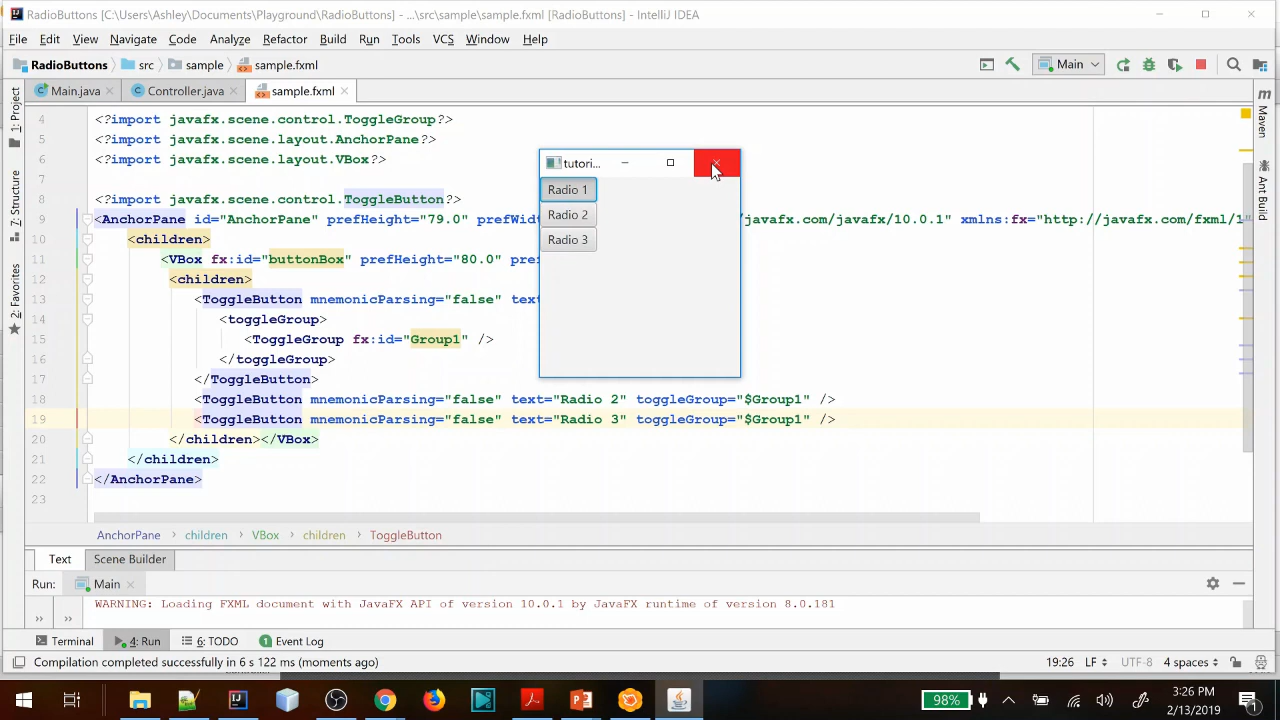 RadioButtons [C:\Users\Ashley\Documents\Playground\RadioButtons] - ...\src\sample\sample.fxml [RadioButtons] - IntelliJ IDEA
File Edit View Navigate Code Analyze Refactor Build Run Tools VCS Window Help
RadioButtons src sample sample.fxml Main
Main.java Controller.java sample.fxml
1: Project
7: Structure
2: Favorites
4 <?import javafx.scene.control.ToggleGroup?>
5 <?import javafx.scene.layout.AnchorPane?>
6 <?import javafx.scene.layout.VBox?>
7
8 <?import javafx.scene.control.ToggleButton?>
9 <AnchorPane id="AnchorPane" prefHeight="79.0" prefWid /javafx.com/javafx/10.0.1" xmlns:fx="http://javafx.com/fxml/1"
10 <children>
11 <VBox fx:id="buttonBox" prefHeight="80.0" pre
12 <children>
13 <ToggleButton mnemonicParsing="false" text=
14 <toggleGroup>
15 <ToggleGroup fx:id="Group1" />
16 </toggleGroup>
17 </ToggleButton>
18 <ToggleButton mnemonicParsing="false" text="Radio 2" toggleGroup="$Group1" />
19 <ToggleButton mnemonicParsing="false" text="Radio 3" toggleGroup="$Group1" />
20 </children></VBox>
21 </children>
22 </AnchorPane>
23
tutori...
Radio 1
Radio 2
Radio 3
m
Maven
Ant Build
AnchorPane children VBox children ToggleButton
Text Scene Builder
Run: Main
WARNING: Loading FXML document with JavaFX API of version 10.0.1 by JavaFX runtime of version 8.0.181
Terminal 4: Run 6: TODO 1 Event Log
Compilation completed successfully in 6 s 122 ms (moments ago) 19:26 LF UTF-8 4 spaces
98% 3:26 PM
2/13/2019 1